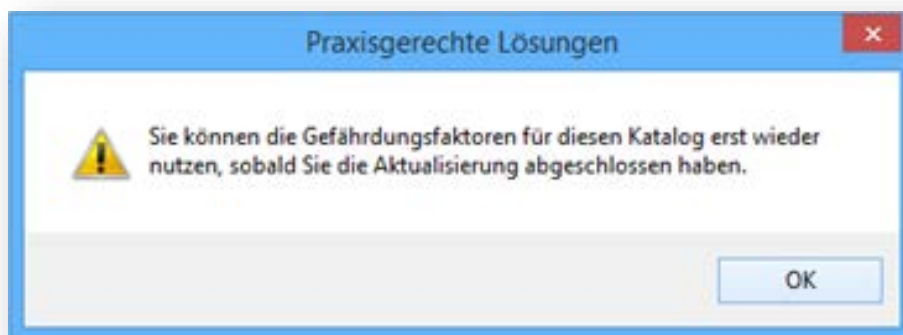 Praxisgerechte Lösungen
Sie können die Gefährdungsfaktoren für diesen Katalog erst wieder
nutzen, sobald Sie die Aktualisierung abgeschlossen haben.
OK